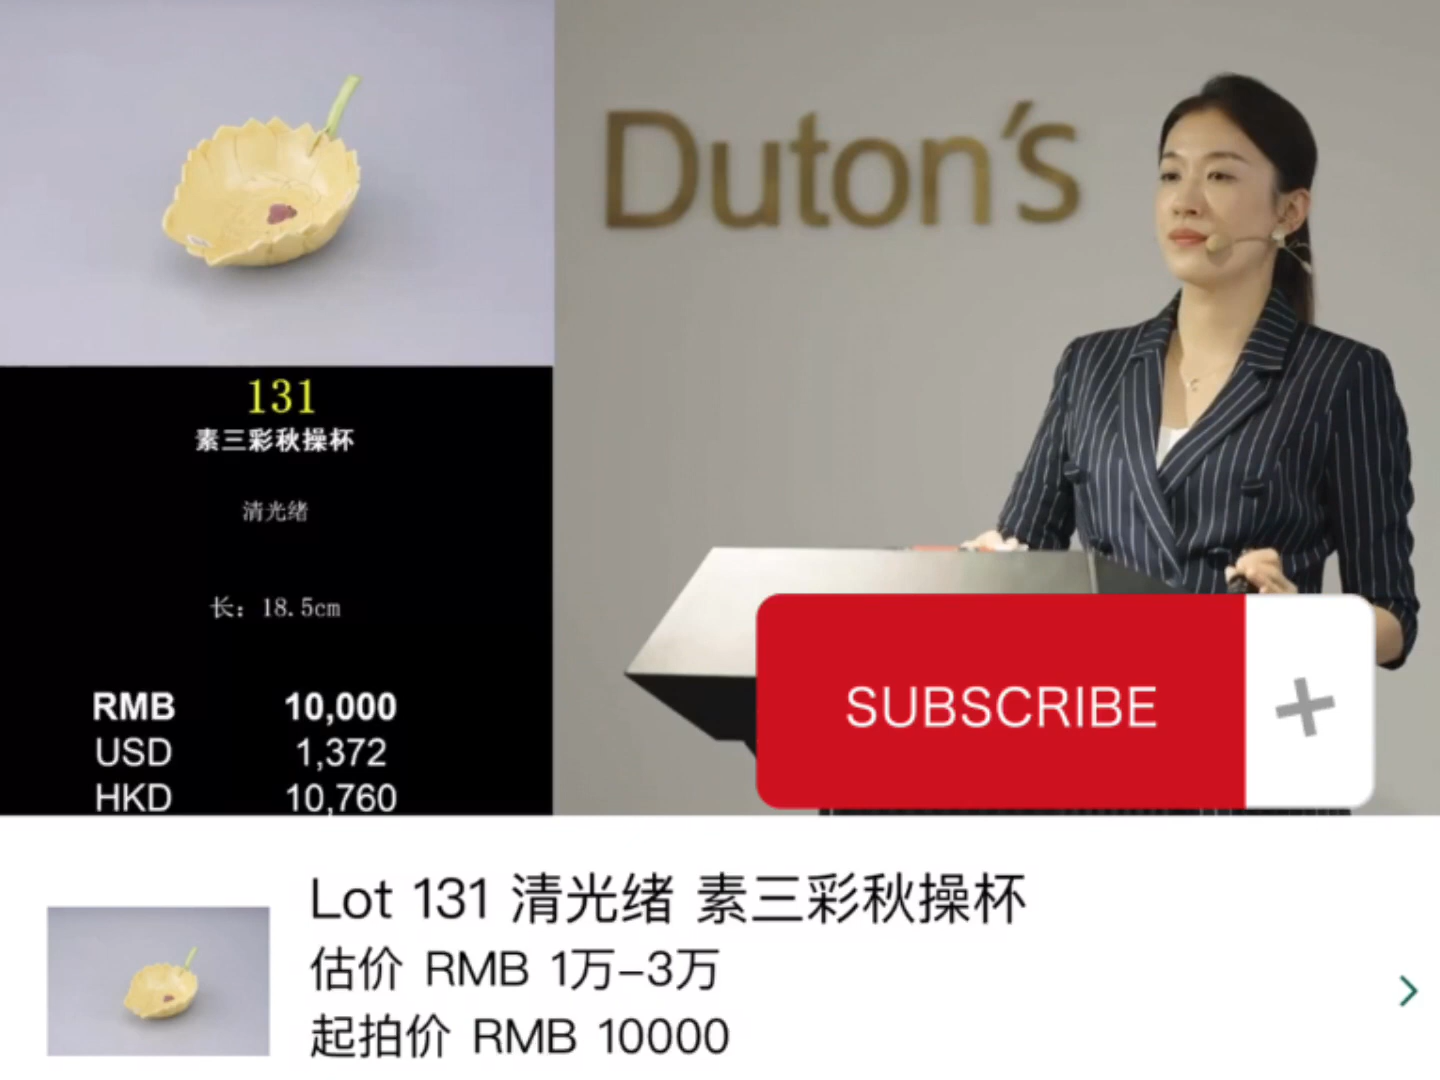 Duton's
131
素三彩秋操杯
清光绪
长：18.5cm
RMB 10,000
USD 1,372
HKD 10,760
SUBSCRIBE +
Lot 131 清光绪 素三彩秋操杯
估价 RMB 1万-3万
起拍价 RMB 10000